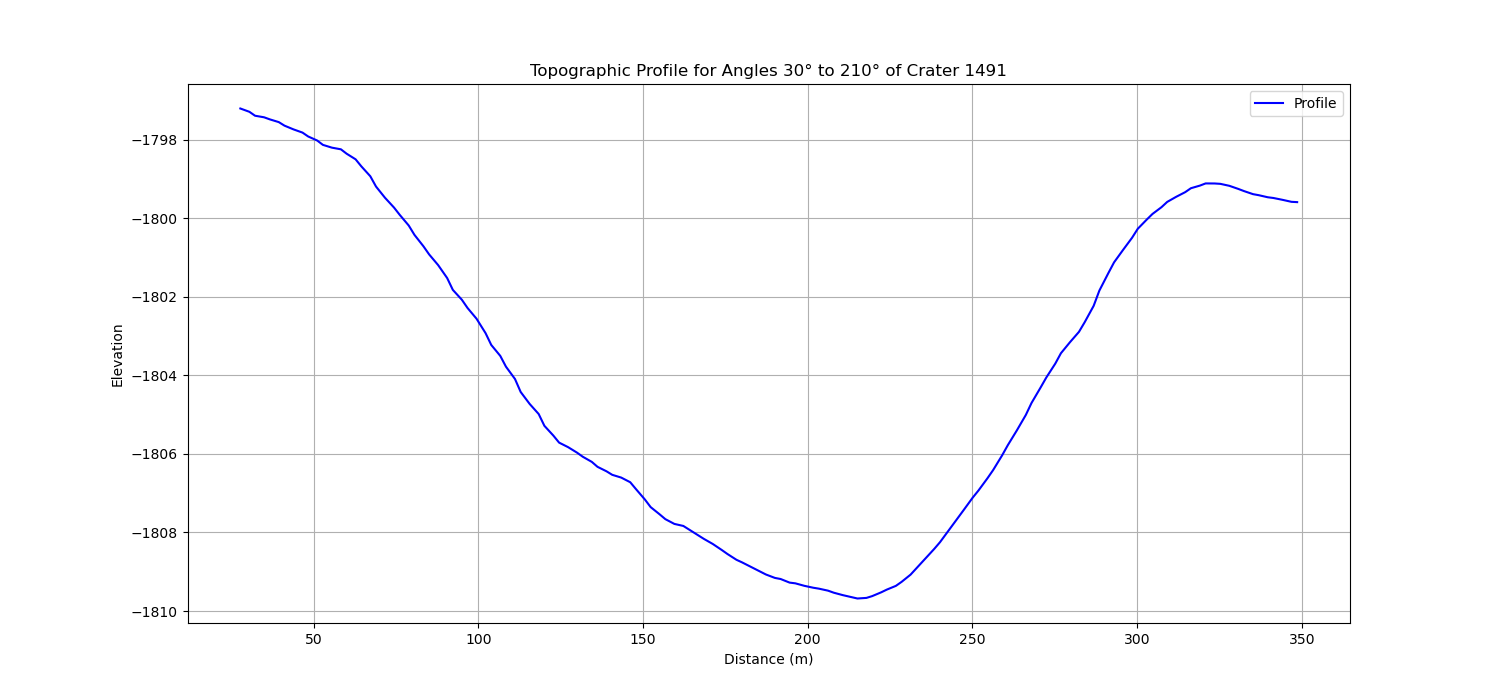 Topographic Profile for Angles 30° to 210° of Crater 1491
Profile
−1798
−1800
−1802
−1804
−1806
−1808
−1810
Elevation
50 100 150 200 250 300 350
Distance (m)